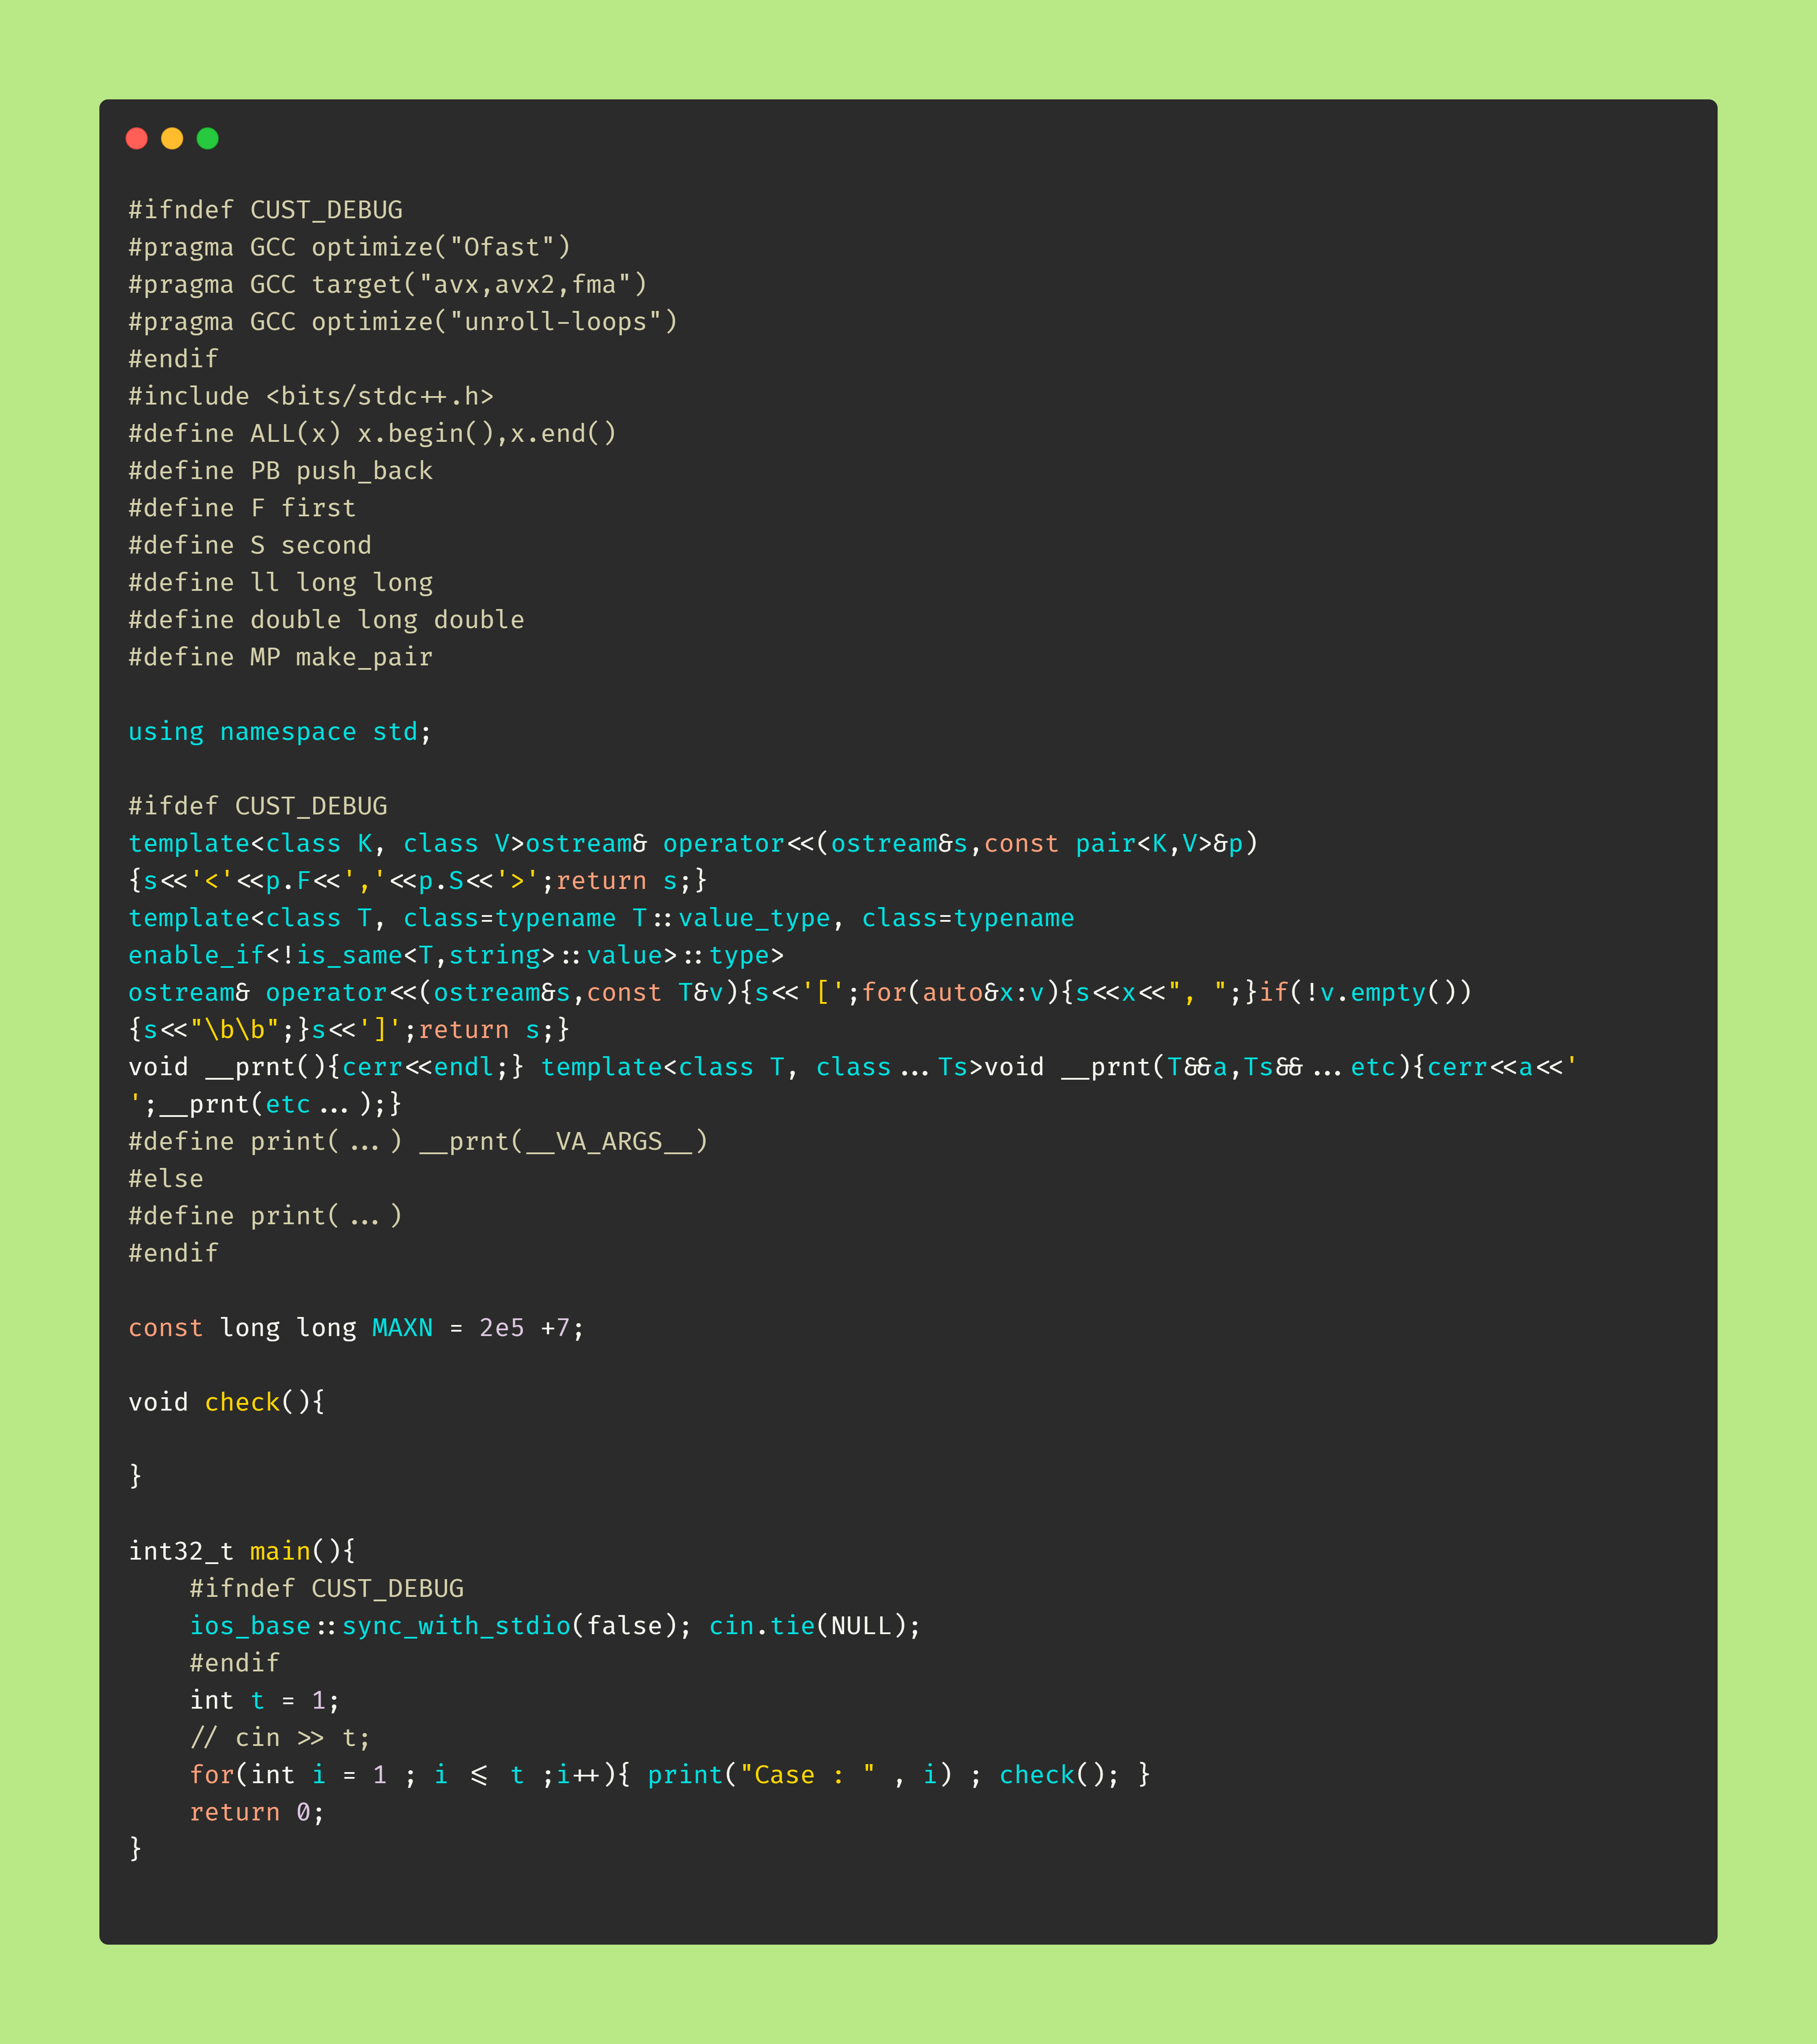 #ifndef CUST_DEBUG
#pragma GCC optimize("Ofast")
#pragma GCC target("avx,avx2,fma")
#pragma GCC optimize("unroll-loops")
#endif
#include <bits/stdc++.h>
#define ALL(x) x.begin(),x.end()
#define PB push_back
#define F first
#define S second
#define ll long long
#define double long double
#define MP make_pair

using namespace std;

#ifdef CUST_DEBUG
template<class K, class V>ostream& operator<<(ostream&s,const pair<K,V>&p)
{s<<'<'<<p.F<<','<<p.S<<'>';return s;}
template<class T, class=typename T::value_type, class=typename
enable_if<!is_same<T,string>::value>::type>
ostream& operator<<(ostream&s,const T&v){s<<'[';for(auto&x:v){s<<x<<", ";}if(!v.empty())
{s<<"\b\b";}s<<']';return s;}
void __prnt(){cerr<<endl;} template<class T, class...Ts>void __prnt(T&&a,Ts&&...etc){cerr<<a<<'
';__prnt(etc...);}
#define print(...) __prnt(__VA_ARGS__)
#else
#define print(...)
#endif

const long long MAXN = 2e5 +7;

void check(){

}

int32_t main(){
    #ifndef CUST_DEBUG
    ios_base::sync_with_stdio(false); cin.tie(NULL);
    #endif
    int t = 1;
    // cin >> t;
    for(int i = 1 ; i <= t ;i++){ print("Case : " , i) ; check(); }
    return 0;
}